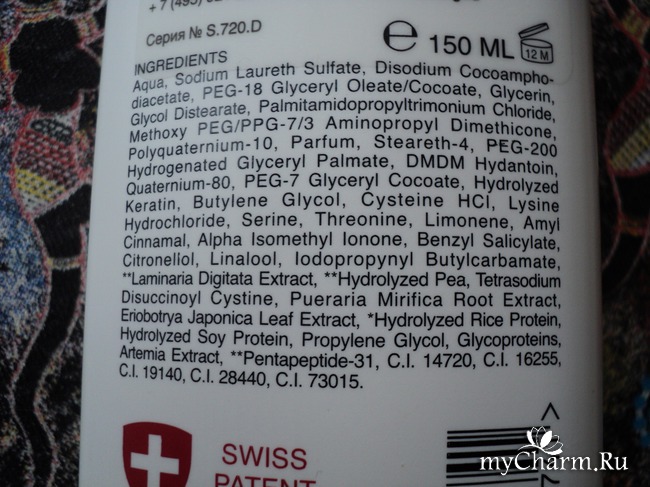 + 7 (495)
Серия № S.720.D
e 150 ML 12 M
INGREDIENTS
Aqua, Sodium Laureth Sulfate, Disodium Cocoampho-
diacetate, PEG-18 Glyceryl Oleate/Cocoate, Glycerin,
Glycol Distearate, Palmitamidopropyltrimonium Chloride,
Methoxy PEG/PPG-7/3 Aminopropyl Dimethicone,
Polyquaternium-10, Parfum, Steareth-4, PEG-200
Hydrogenated Glyceryl Palmate, DMDM Hydantoin,
Quaternium-80, PEG-7 Glyceryl Cocoate, Hydrolyzed
Keratin, Butylene Glycol, Cysteine HCl, Lysine
Hydrochloride, Serine, Threonine, Limonene, Amyl
Cinnamal, Alpha Isomethyl Ionone, Benzyl Salicylate,
Citronellol, Linalool, Iodopropynyl Butylcarbamate,
**Laminaria Digitata Extract, **Hydrolyzed Pea, Tetrasodium
Disuccinoyl Cystine, Pueraria Mirifica Root Extract,
Eriobotrya Japonica Leaf Extract, *Hydrolyzed Rice Protein,
Hydrolyzed Soy Protein, Propylene Glycol, Glycoproteins,
Artemia Extract, **Pentapeptide-31, C.I. 14720, C.I. 16255,
C.I. 19140, C.I. 28440, C.I. 73015.
SWISS
PATENT
myCharm.Ru